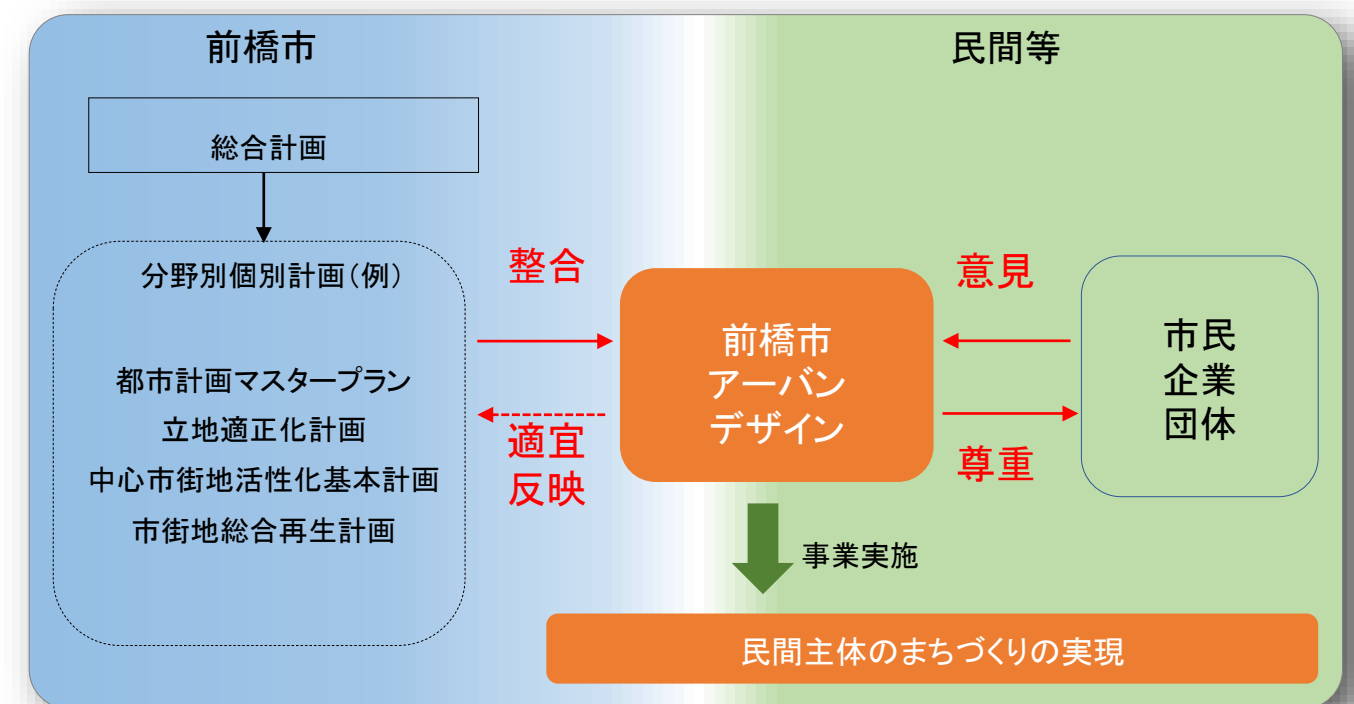 前橋市
民間等
総合計画
分野別個別計画(例)
都市計画マスタープラン
立地適正化計画
中心市街地活性化基本計画
市街地総合再生計画
整合
適宜
反映
前橋市
アーバン
デザイン
意見
尊重
市民
企業
団体
事業実施
民間主体のまちづくりの実現